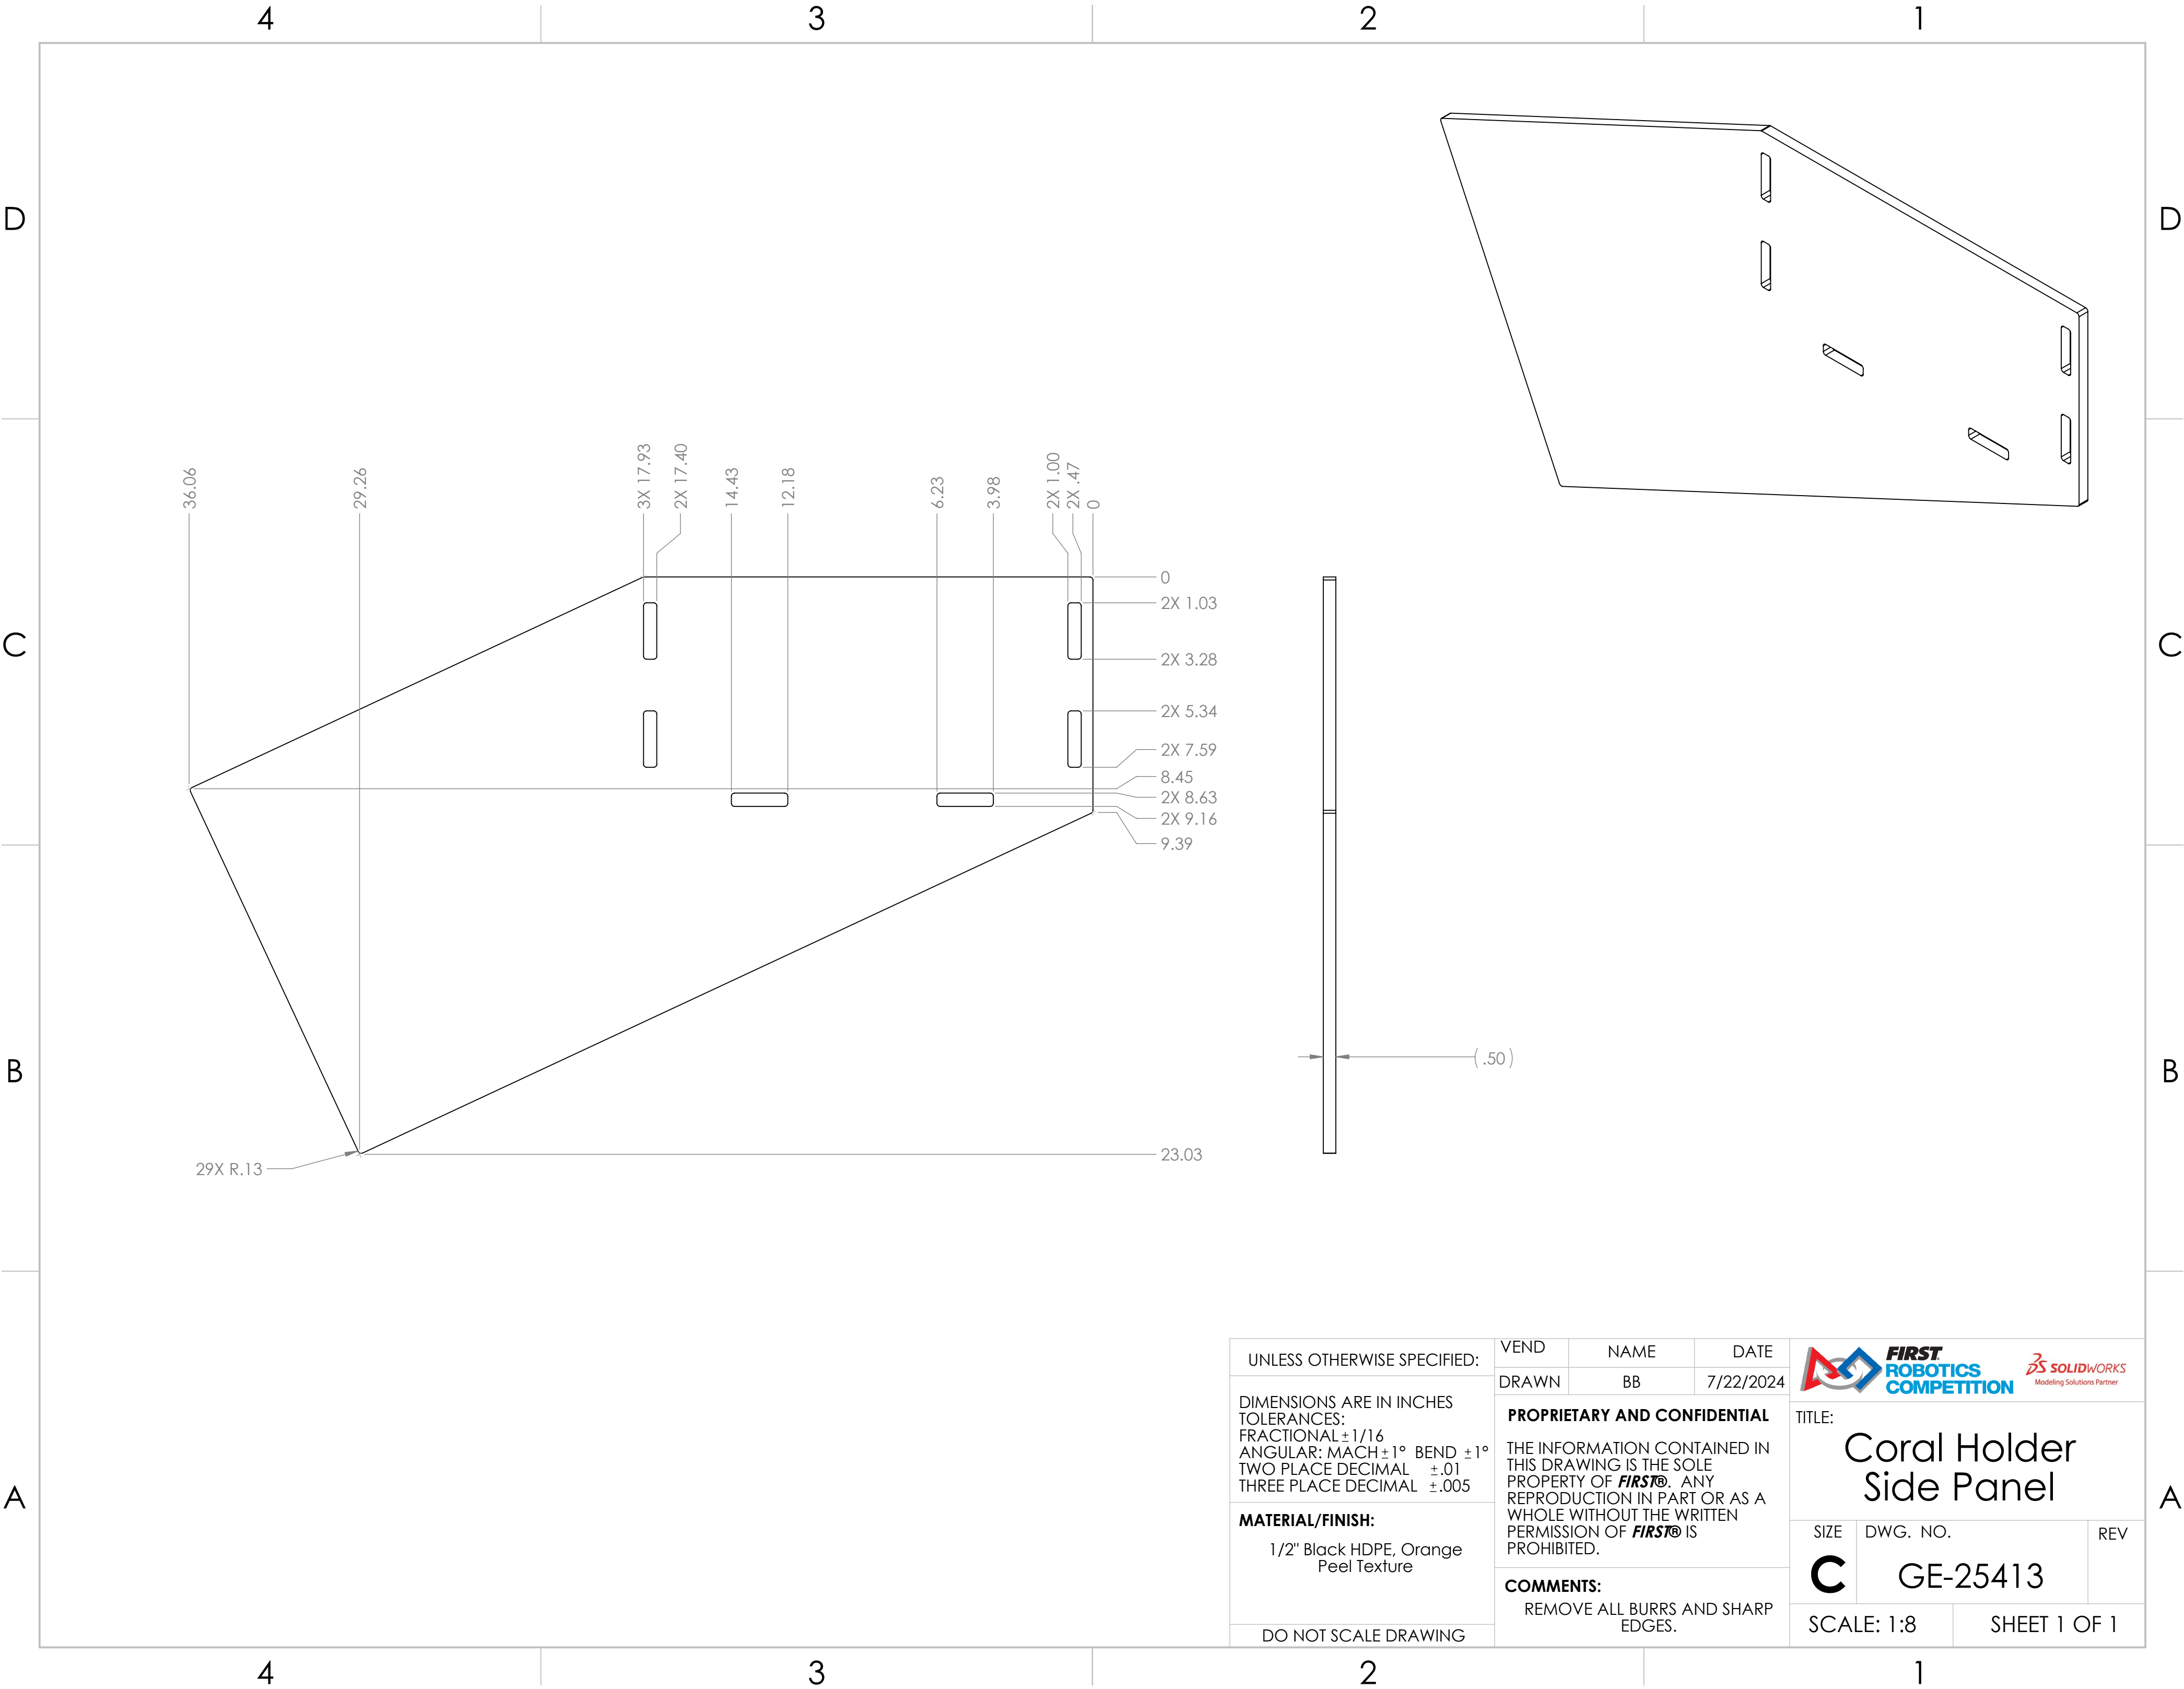 4
3
2
1
D
D
36.06
29.26
3X 17.93
2X 17.40
14.43
12.18
6.23
3.98
2X 1.00
2X .47
0
0
2X 1.03
2X 3.28
2X 5.34
2X 7.59
8.45
2X 8.63
2X 9.16
9.39
23.03
C
C
B
B
(.50)
29X R.13
UNLESS OTHERWISE SPECIFIED:
DIMENSIONS ARE IN INCHES
TOLERANCES:
FRACTIONAL±1/16
ANGULAR: MACH±1° BEND ±1°
TWO PLACE DECIMAL ±.01
THREE PLACE DECIMAL ±.005
MATERIAL/FINISH:
1/2" Black HDPE, Orange
Peel Texture
DO NOT SCALE DRAWING
VEND NAME DATE
DRAWN BB 7/22/2024
PROPRIETARY AND CONFIDENTIAL
THE INFORMATION CONTAINED IN
THIS DRAWING IS THE SOLE
PROPERTY OF FIRST®. ANY
REPRODUCTION IN PART OR AS A
WHOLE WITHOUT THE WRITTEN
PERMISSION OF FIRST® IS
PROHIBITED.
COMMENTS:
REMOVE ALL BURRS AND SHARP
EDGES.
FIRST
ROBOTICS
COMPETITION
SOLIDWORKS
Modeling Solutions Partner
TITLE:
Coral Holder
Side Panel
SIZE DWG. NO. REV
C GE-25413
SCALE: 1:8 SHEET 1 OF 1
A
A
4
3
2
1